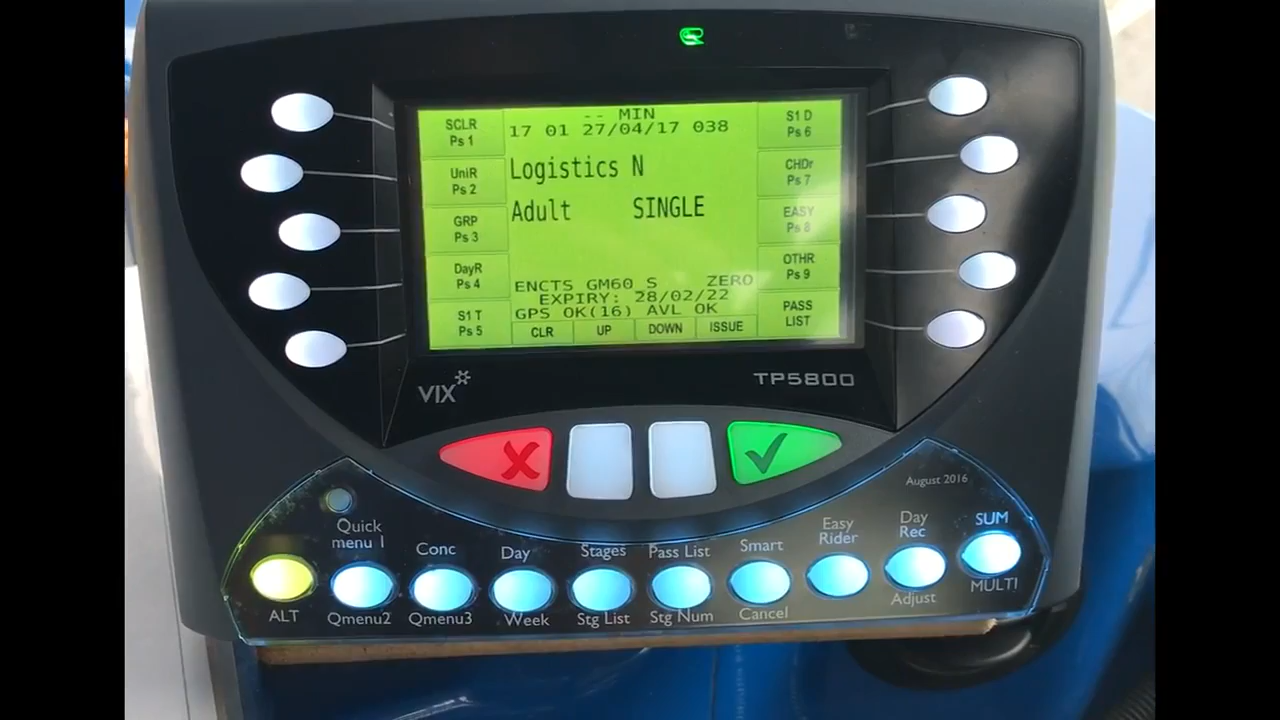 -- MIN
17 01 27/04/17 038
SCLR
Ps 1
UniR
Ps 2
GRP
Ps 3
DayR
Ps 4
S1 T
Ps 5
Logistics N
Adult SINGLE
ENCTS GM60 S ZERO
EXPIRY: 28/02/22
GPS OK(16) AVL OK
CLR UP DOWN ISSUE
S1 D
Ps 6
CHDr
Ps 7
EASY
Ps 8
OTHR
Ps 9
PASS
LIST
VIX
TP5800
August 2016
Quick
menu 1
Conc
Day
Stages
Pass List
Smart
Easy
Rider
Day
Rec
SUM
ALT
Qmenu2
Qmenu3
Week
Stg List
Stg Num
Cancel
Adjust
MULTI